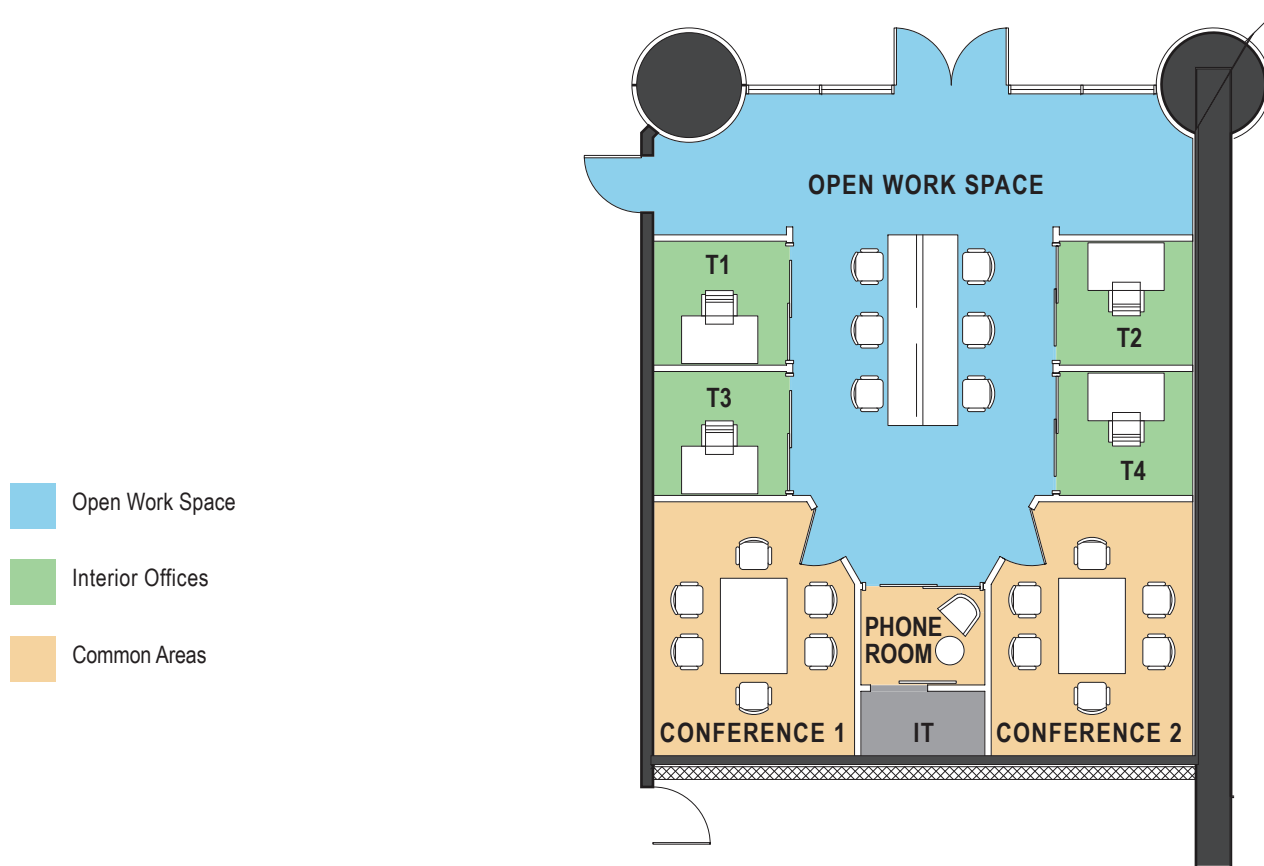 OPEN WORK SPACE
T1
T2
T3
T4
Open Work Space
Interior Offices
Common Areas
PHONE
ROOM
CONFERENCE 1
IT
CONFERENCE 2